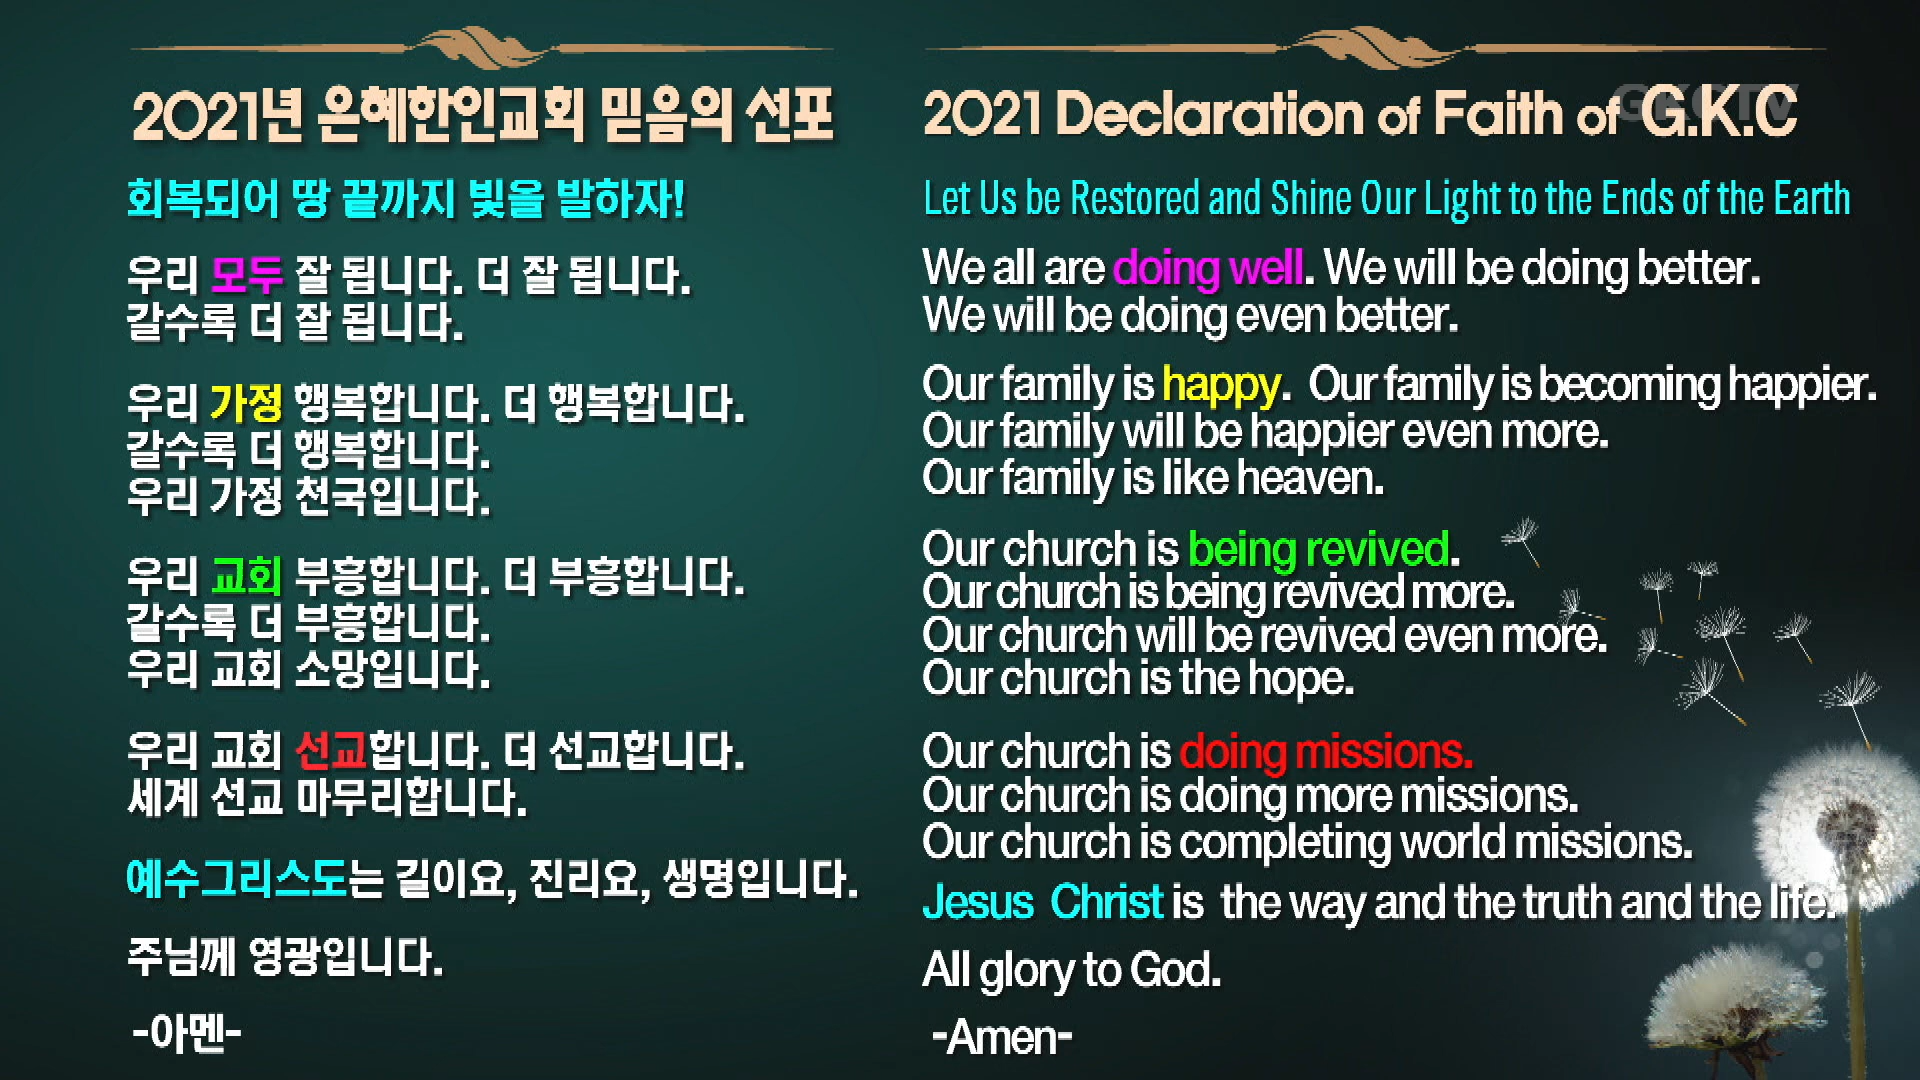 2021년 은혜한인교회 믿음의 선포
회복되어 땅 끝까지 빛을 발하자!
우리 모두 잘 됩니다. 더 잘 됩니다.
갈수록 더 잘 됩니다.
우리 가정 행복합니다. 더 행복합니다.
갈수록 더 행복합니다.
우리 가정 천국입니다.
우리 교회 부흥합니다. 더 부흥합니다.
갈수록 더 부흥합니다.
우리 교회 소망입니다.
우리 교회 선교합니다. 더 선교합니다.
세계 선교 마무리합니다.
예수그리스도는 길이요, 진리요, 생명입니다.
주님께 영광입니다.
-아멘-
2021 Declaration of Faith of G.K.C
GKCTV
Let Us be Restored and Shine Our Light to the Ends of the Earth
We all are doing well. We will be doing better.
We will be doing even better.
Our family is happy. Our family is becoming happier.
Our family will be happier even more.
Our family is like heaven.
Our church is being revived.
Our church is being revived more.
Our church will be revived even more.
Our church is the hope.
Our church is doing missions.
Our church is doing more missions.
Our church is completing world missions.
Jesus Christ is the way and the truth and the life.
All glory to God.
-Amen-